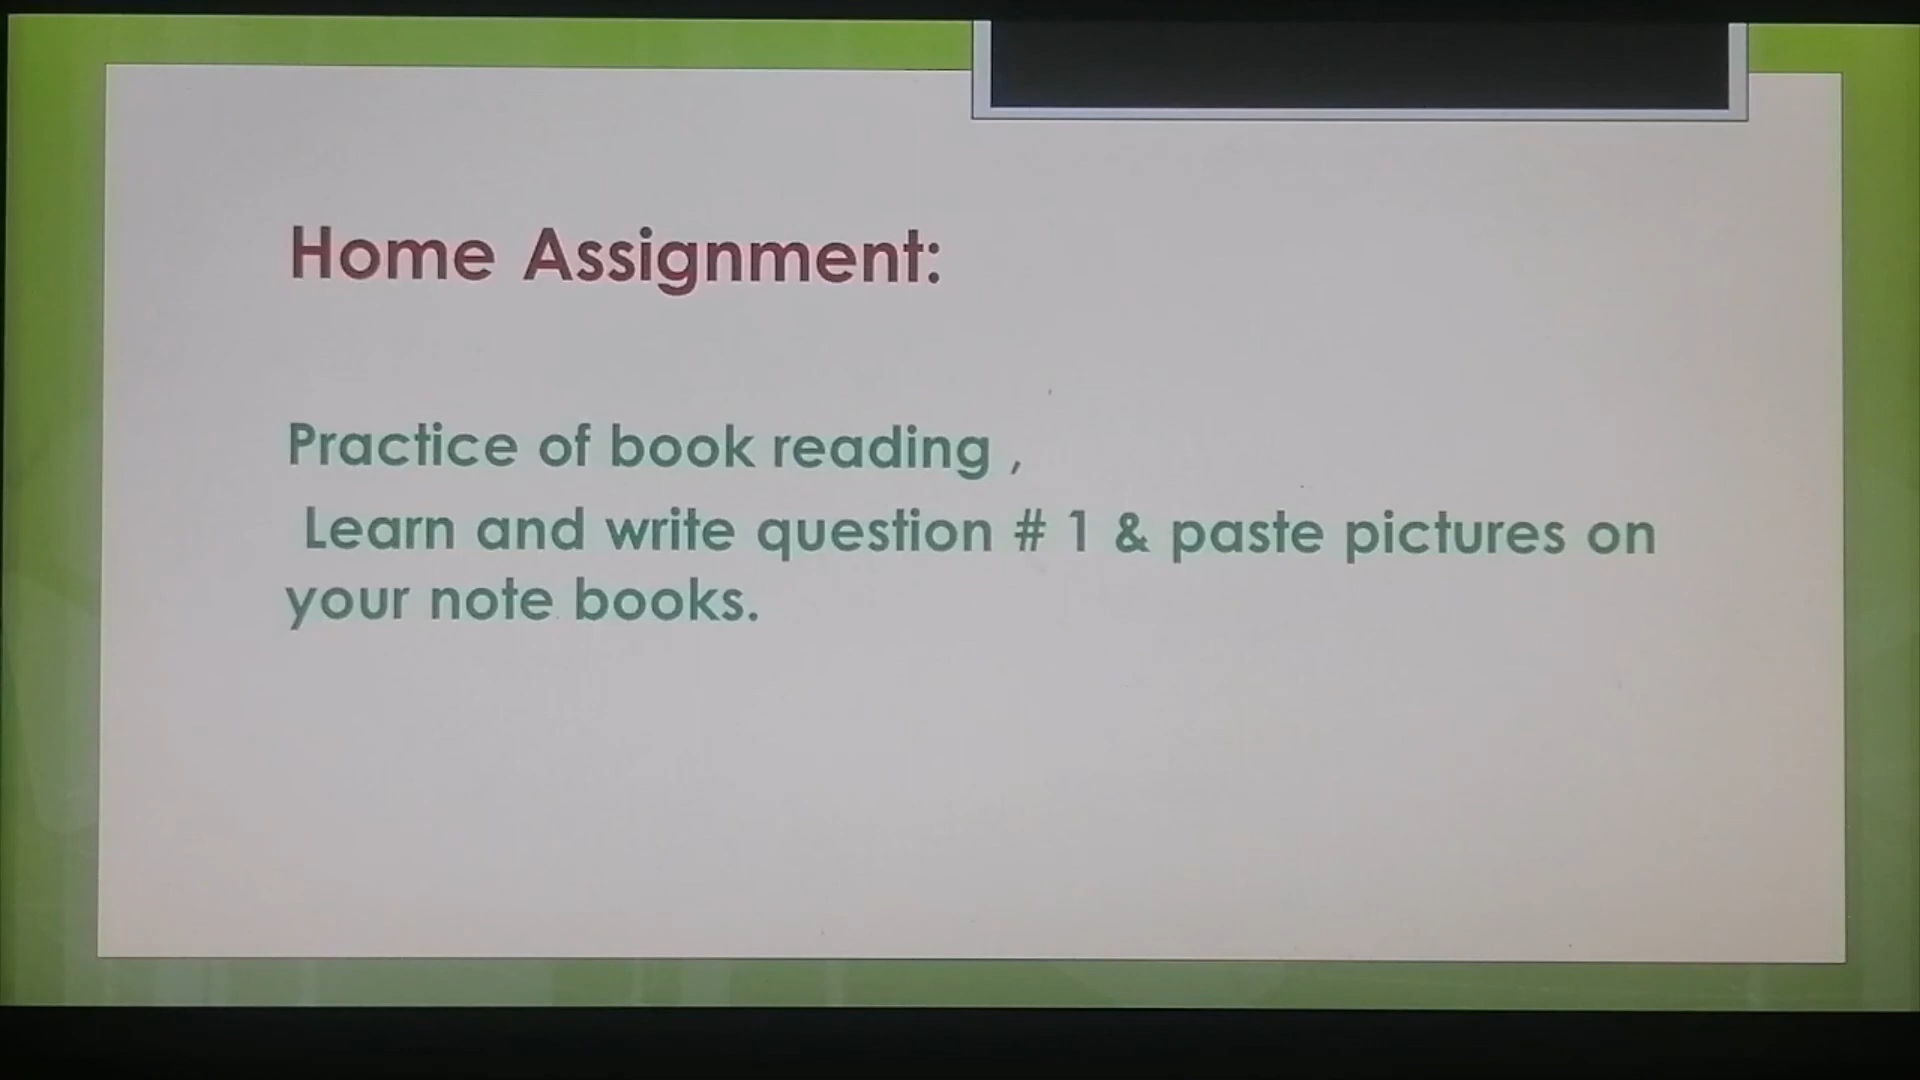 Home Assignment:
Practice of book reading ,
Learn and write question # 1 & paste pictures on
your note books.